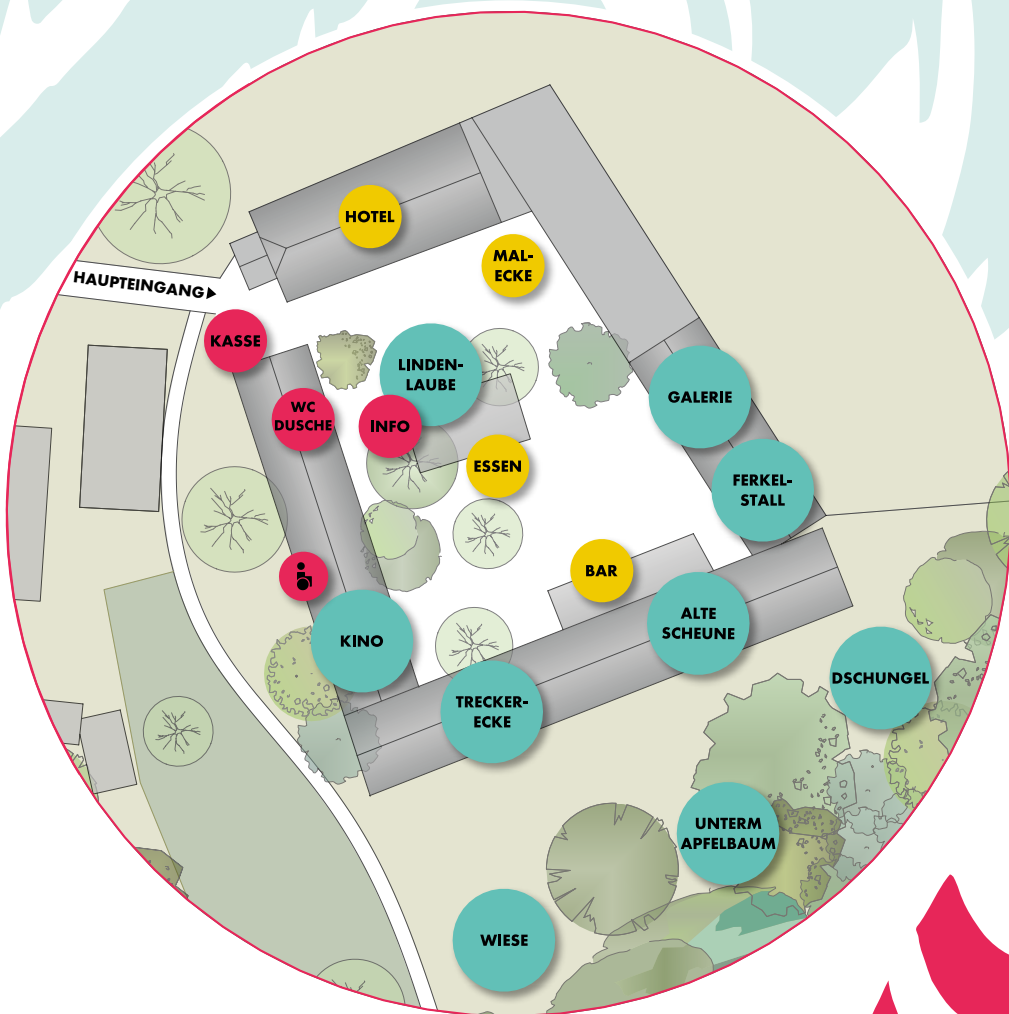 HOTEL
MAL-
ECKE
HAUPTEINGANG
KASSE
LINDEN-
LAUBE
WC
DUSCHE
INFO
GALERIE
ESSEN
FERKEL-
STALL
BAR
KINO
ALTE
SCHEUNE
TRECKER-
ECKE
DSCHUNGEL
UNTERM
APFELBAUM
WIESE